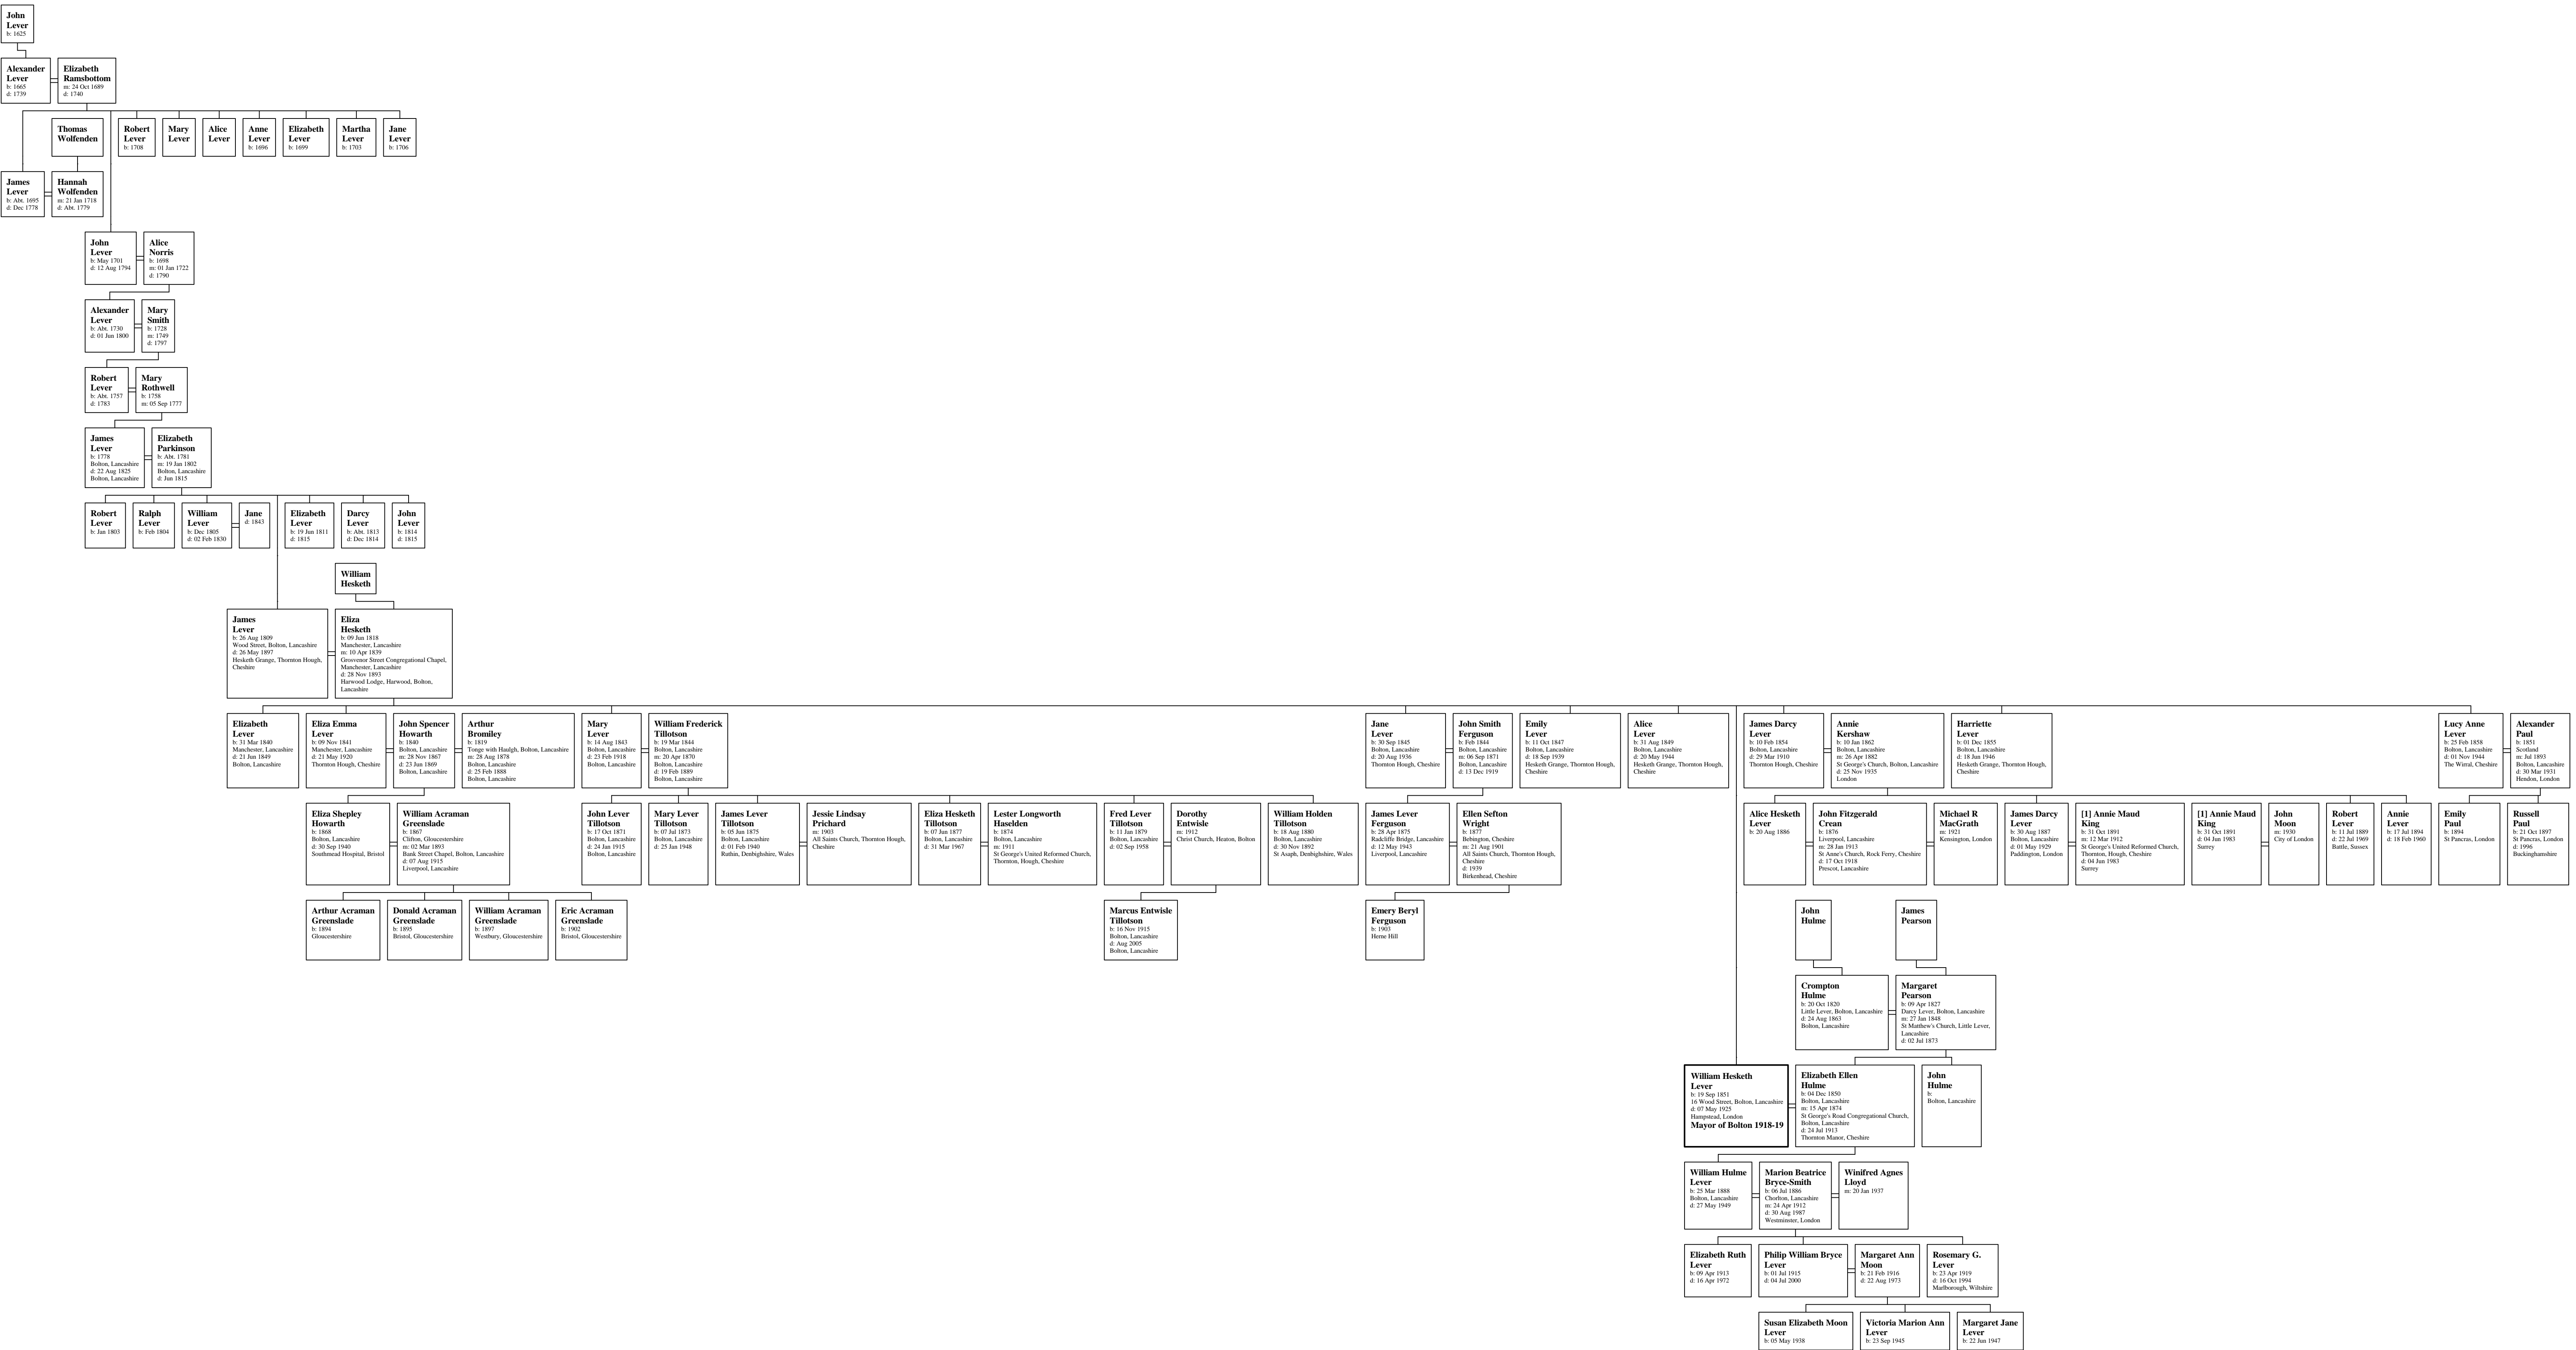 John
Lever
b: 1625
Alexander
Lever
b: 1665
d: 1739
Elizabeth
Ramsbottom
m: 24 Oct 1689
d: 1740
Thomas
Wolfenden
Robert
Lever
b: 1708
Mary
Lever
Alice
Lever
Anne
Lever
b: 1696
Elizabeth
Lever
b: 1699
Martha
Lever
b: 1703
Jane
Lever
b: 1706
James
Lever
b: Abt. 1695
d: Dec 1778
Hannah
Wolfenden
m: 21 Jan 1718
d: Abt. 1779
John
Lever
b: May 1701
d: 12 Aug 1794
Alice
Norris
b: 1698
m: 01 Jan 1722
d: 1790
Alexander
Lever
b: Abt. 1730
d: 01 Jun 1800
Mary
Smith
b: 1728
m: 1749
d: 1797
Robert
Lever
b: Abt. 1757
d: 1783
Mary
Rothwell
b: 1758
m: 05 Sep 1777
James
Lever
b: 1778
Bolton, Lancashire
d: 22 Aug 1825
Bolton, Lancashire
Elizabeth
Parkinson
b: Abt. 1781
m: 19 Jan 1802
Bolton, Lancashire
d: Jun 1815
Robert
Lever
b: Jan 1803
Ralph
Lever
b: Feb 1804
William
Lever
b: Dec 1805
d: 02 Feb 1830
Jane
d: 1843
Elizabeth
Lever
b: 19 Jun 1811
d: 1815
Darcy
Lever
b: Abt. 1813
d: Dec 1814
John
Lever
b: 1814
d: 1815
William
Hesketh
James
Lever
b: 26 Aug 1809
Wood Street, Bolton, Lancashire
d: 26 May 1897
Hesketh Grange, Thornton Hough,
Cheshire
Eliza
Hesketh
b: 09 Jun 1818
Manchester, Lancashire
m: 10 Apr 1839
Grosvenor Street Congregational Chapel,
Manchester, Lancashire
d: 28 Nov 1893
Harwood Lodge, Harwood, Bolton,
Lancashire
Elizabeth
Lever
b: 31 Mar 1840
Manchester, Lancashire
d: 21 Jun 1849
Bolton, Lancashire
Eliza Emma
Lever
b: 09 Nov 1841
Manchester, Lancashire
d: 21 May 1920
Thornton Hough, Cheshire
John Spencer
Howarth
b: 1840
Bolton, Lancashire
m: 28 Nov 1867
d: 23 Jun 1869
Bolton, Lancashire
Arthur
Bromiley
b: 1819
Tonge with Haulgh, Bolton, Lancashire
m: 28 Aug 1878
Bolton, Lancashire
d: 25 Feb 1888
Bolton, Lancashire
Mary
Lever
b: 14 Aug 1843
Bolton, Lancashire
d: 23 Feb 1918
Bolton, Lancashire
William Frederick
Tillotson
b: 19 Mar 1844
Bolton, Lancashire
m: 20 Apr 1870
Bolton, Lancashire
d: 19 Feb 1889
Bolton, Lancashire
Jane
Lever
b: 30 Sep 1845
Bolton, Lancashire
d: 20 Aug 1936
Thornton Hough, Cheshire
John Smith
Ferguson
b: Feb 1844
Bolton, Lancashire
m: 06 Sep 1871
Bolton, Lancashire
d: 13 Dec 1919
Emily
Lever
b: 11 Oct 1847
Bolton, Lancashire
d: 18 Sep 1939
Hesketh Grange, Thornton Hough,
Cheshire
Alice
Lever
b: 31 Aug 1849
Bolton, Lancashire
d: 20 May 1944
Hesketh Grange, Thornton Hough,
Cheshire
James Darcy
Lever
b: 10 Feb 1854
Bolton, Lancashire
d: 29 Mar 1910
Thornton Hough, Cheshire
Annie
Kershaw
b: 10 Jan 1862
Bolton, Lancashire
m: 26 Apr 1882
St George's Church, Bolton, Lancashire
d: 25 Nov 1935
London
Harriette
Lever
b: 01 Dec 1855
Bolton, Lancashire
d: 18 Jun 1946
Hesketh Grange, Thornton Hough,
Cheshire
Lucy Anne
Lever
b: 25 Feb 1858
Bolton, Lancashire
d: 01 Nov 1944
The Wirral, Cheshire
Alexander
Paul
b: 1851
Scotland
m: Jul 1893
Bolton, Lancashire
d: 30 Mar 1931
Hendon, London
Eliza Shepley
Howarth
b: 1868
Bolton, Lancashire
d: 30 Sep 1940
Southmead Hospital, Bristol
William Acraman
Greenslade
b: 1867
Clifton, Gloucestershire
m: 02 Mar 1893
Bank Street Chapel, Bolton, Lancashire
d: 07 Aug 1915
Liverpool, Lancashire
John Lever
Tillotson
b: 17 Oct 1871
Bolton, Lancashire
d: 24 Jan 1915
Bolton, Lancashire
Mary Lever
Tillotson
b: 07 Jul 1873
Bolton, Lancashire
d: 25 Jan 1948
James Lever
Tillotson
b: 05 Jun 1875
Bolton, Lancashire
d: 01 Feb 1940
Ruthin, Denbighshire, Wales
Jessie Lindsay
Prichard
m: 1903
All Saints Church, Thornton Hough,
Cheshire
Eliza Hesketh
Tillotson
b: 07 Jun 1877
Bolton, Lancashire
d: 31 Mar 1967
Lester Longworth
Haselden
b: 1874
Bolton, Lancashire
m: 1911
St George's United Reformed Church,
Thornton, Hough, Cheshire
Fred Lever
Tillotson
b: 11 Jan 1879
Bolton, Lancashire
d: 02 Sep 1958
Dorothy
Entwisle
m: 1912
Christ Church, Heaton, Bolton
William Holden
Tillotson
b: 18 Aug 1880
Bolton, Lancashire
d: 30 Nov 1892
St Asaph, Denbighshire, Wales
James Lever
Ferguson
b: 28 Apr 1875
Radcliffe Bridge, Lancashire
d: 12 May 1943
Liverpool, Lancashire
Ellen Sefton
Wright
b: 1877
Bebington, Cheshire
m: 21 Aug 1901
All Saints Church, Thornton Hough,
Cheshire
d: 1939
Birkenhead, Cheshire
Alice Hesketh
Lever
b: 20 Aug 1886
John Fitzgerald
Crean
b: 1876
Liverpool, Lancashire
m: 28 Jan 1913
St Anne's Church, Rock Ferry, Cheshire
d: 17 Oct 1918
Prescot, Lancashire
Michael R
MacGrath
m: 1921
Kensington, London
James Darcy
Lever
b: 30 Aug 1887
Bolton, Lancashire
d: 01 May 1929
Paddington, London
[1] Annie Maud
King
b: 31 Oct 1891
m: 12 Mar 1912
St George's United Reformed Church,
Thornton, Hough, Cheshire
d: 04 Jun 1983
Surrey
[1] Annie Maud
King
b: 31 Oct 1891
d: 04 Jun 1983
Surrey
John
Moon
m: 1930
City of London
Robert
Lever
b: 11 Jul 1889
d: 22 Jul 1969
Battle, Sussex
Annie
Lever
b: 17 Jul 1894
d: 18 Feb 1960
Emily
Paul
b: 1894
St Pancras, London
Russell
Paul
b: 21 Oct 1897
St Pancras, London
d: 1996
Buckinghamshire
Arthur Acraman
Greenslade
b: 1894
Gloucestershire
Donald Acraman
Greenslade
b: 1895
Bristol, Gloucestershire
William Acraman
Greenslade
b: 1897
Westbury, Gloucestershire
Eric Acraman
Greenslade
b: 1902
Bristol, Gloucestershire
Marcus Entwisle
Tillotson
b: 16 Nov 1915
Bolton, Lancashire
d: Aug 2005
Bolton, Lancashire
Emery Beryl
Ferguson
b: 1903
Herne Hill
John
Hulme
James
Pearson
Crompton
Hulme
b: 20 Oct 1820
Little Lever, Bolton, Lancashire
d: 24 Aug 1863
Bolton, Lancashire
Margaret
Pearson
b: 09 Apr 1827
Darcy Lever, Bolton, Lancashire
m: 27 Jan 1848
St Matthew's Church, Little Lever,
Lancashire
d: 02 Jul 1873
William Hesketh
Lever
b: 19 Sep 1851
16 Wood Street, Bolton, Lancashire
d: 07 May 1925
Hampstead, London
Mayor of Bolton 1918-19
Elizabeth Ellen
Hulme
b: 04 Dec 1850
Bolton, Lancashire
m: 15 Apr 1874
St George's Road Congregational Church,
Bolton, Lancashire
d: 24 Jul 1913
Thornton Manor, Cheshire
John
Hulme
b:
Bolton, Lancashire
William Hulme
Lever
b: 25 Mar 1888
Bolton, Lancashire
d: 27 May 1949
Marion Beatrice
Bryce-Smith
b: 06 Jul 1886
Chorlton, Lancashire
m: 24 Apr 1912
d: 30 Aug 1987
Westminster, London
Winifred Agnes
Lloyd
m: 20 Jan 1937
Elizabeth Ruth
Lever
b: 09 Apr 1913
d: 16 Apr 1972
Philip William Bryce
Lever
b: 01 Jul 1915
d: 04 Jul 2000
Margaret Ann
Moon
b: 21 Feb 1916
d: 22 Aug 1973
Rosemary G.
Lever
b: 23 Apr 1919
d: 16 Oct 1994
Marlborough, Wiltshire
Susan Elizabeth Moon
Lever
b: 05 May 1938
Victoria Marion Ann
Lever
b: 23 Sep 1945
Margaret Jane
Lever
b: 22 Jun 1947